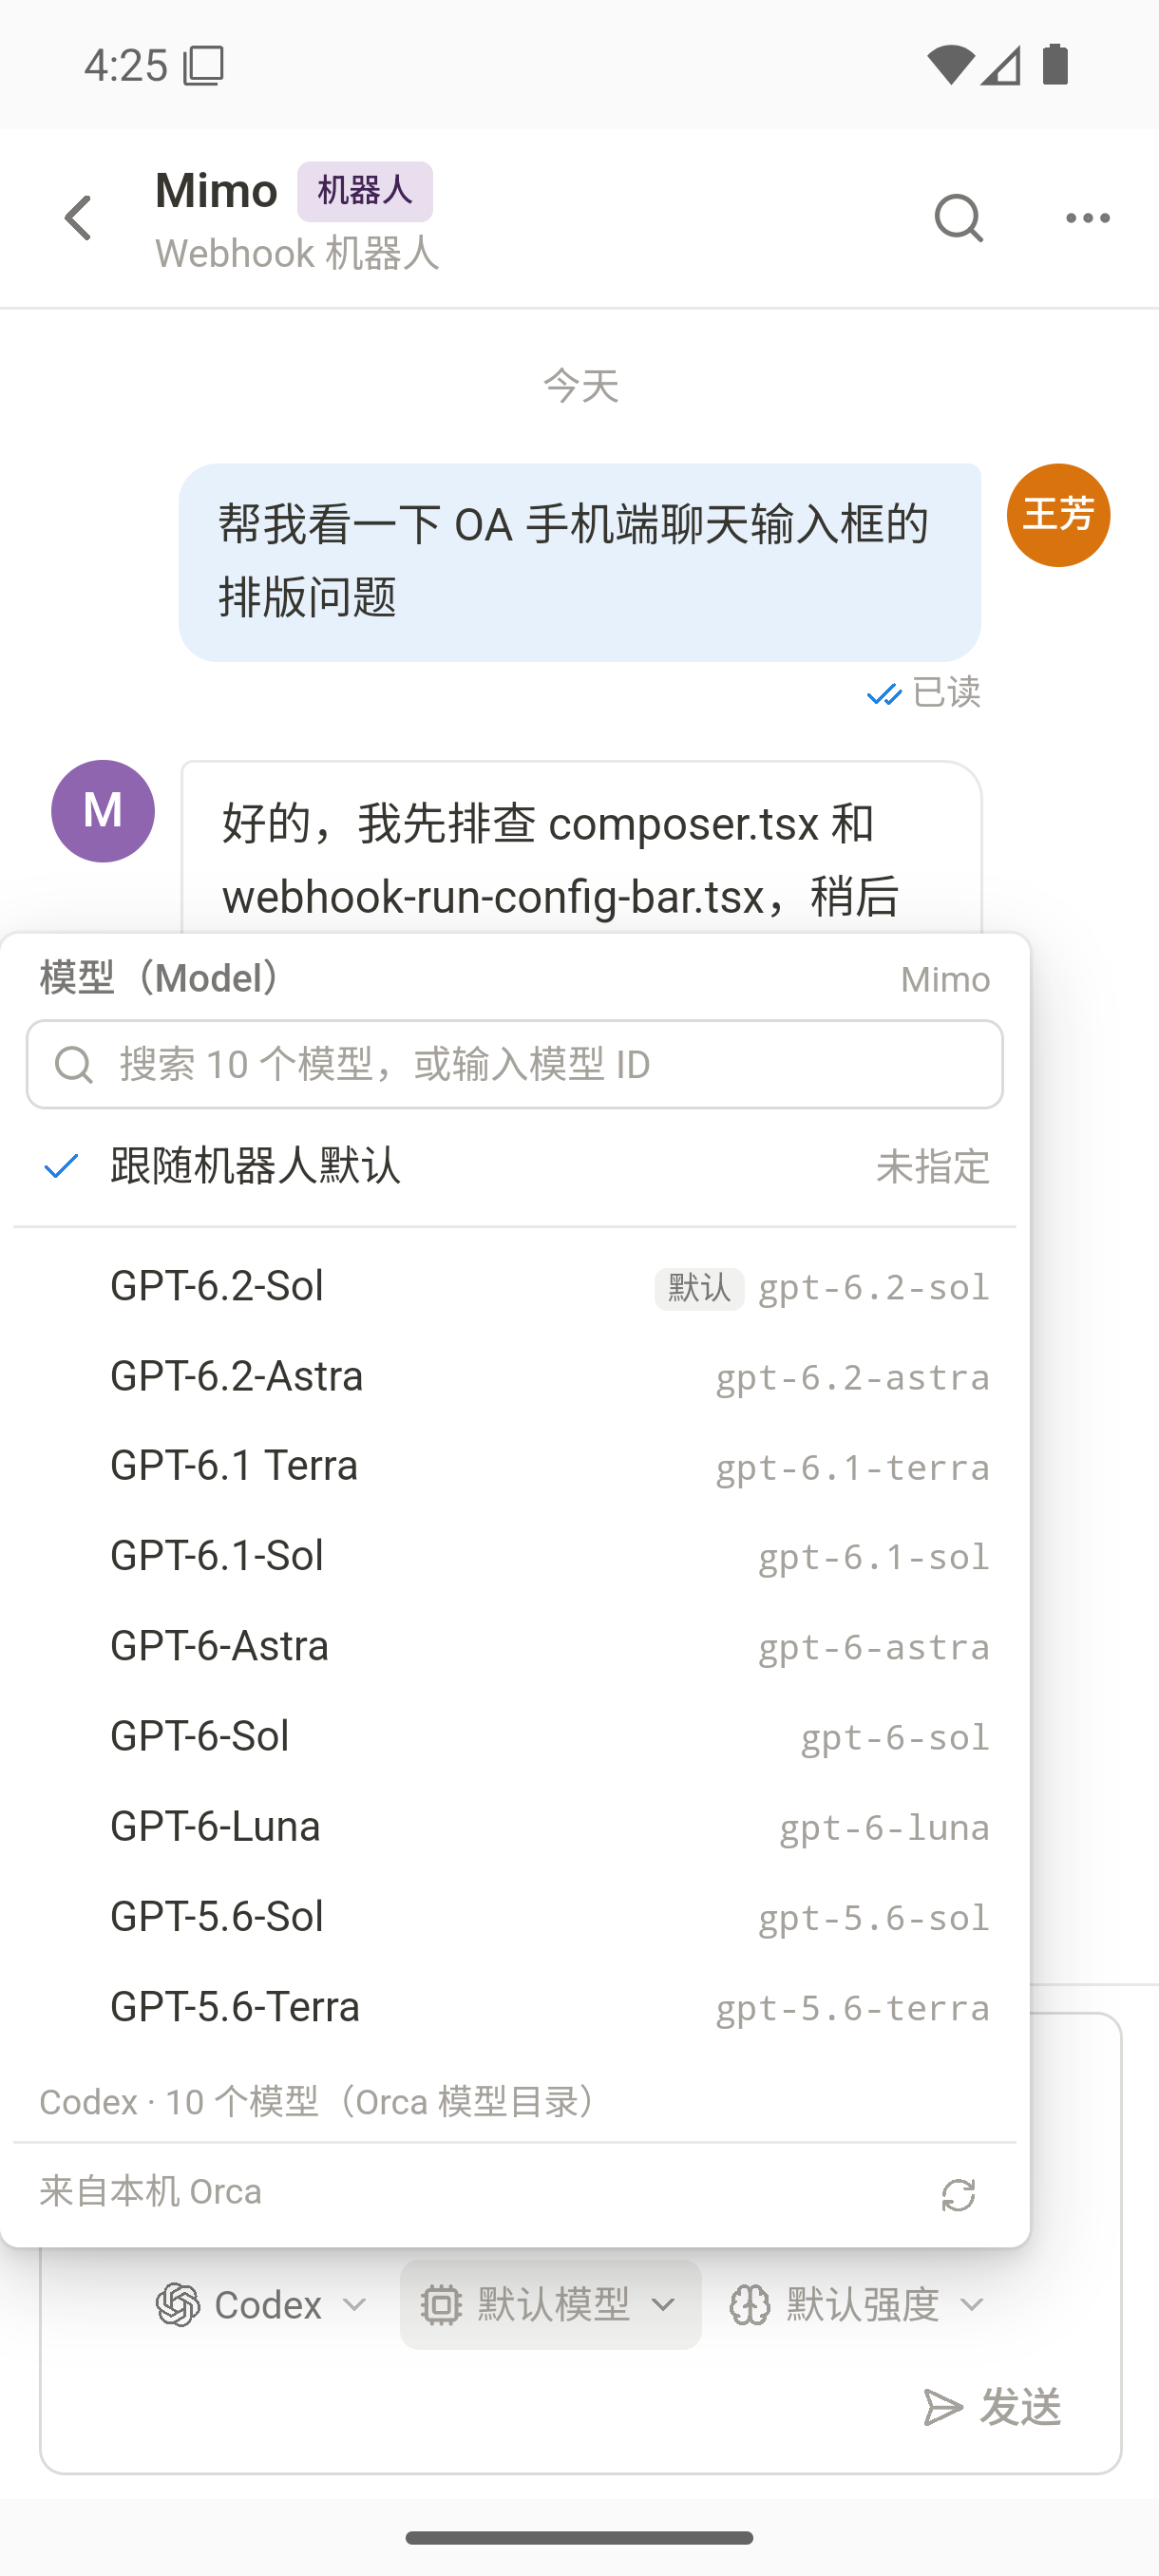 4:25
Mimo 机器人
Webhook 机器人
今天
帮我看一下 OA 手机端聊天输入框的
排版问题
王芳
已读
M
好的，我先排查 composer.tsx 和
webhook-run-config-bar.tsx，稍后
模型（Model） Mimo
搜索 10 个模型，或输入模型 ID
跟随机器人默认 未指定
GPT-6.2-Sol 默认 gpt-6.2-sol
GPT-6.2-Astra gpt-6.2-astra
GPT-6.1 Terra gpt-6.1-terra
GPT-6.1-Sol gpt-6.1-sol
GPT-6-Astra gpt-6-astra
GPT-6-Sol gpt-6-sol
GPT-6-Luna gpt-6-luna
GPT-5.6-Sol gpt-5.6-sol
GPT-5.6-Terra gpt-5.6-terra
Codex · 10 个模型（Orca 模型目录）
来自本机 Orca
Codex 默认模型 默认强度
发送